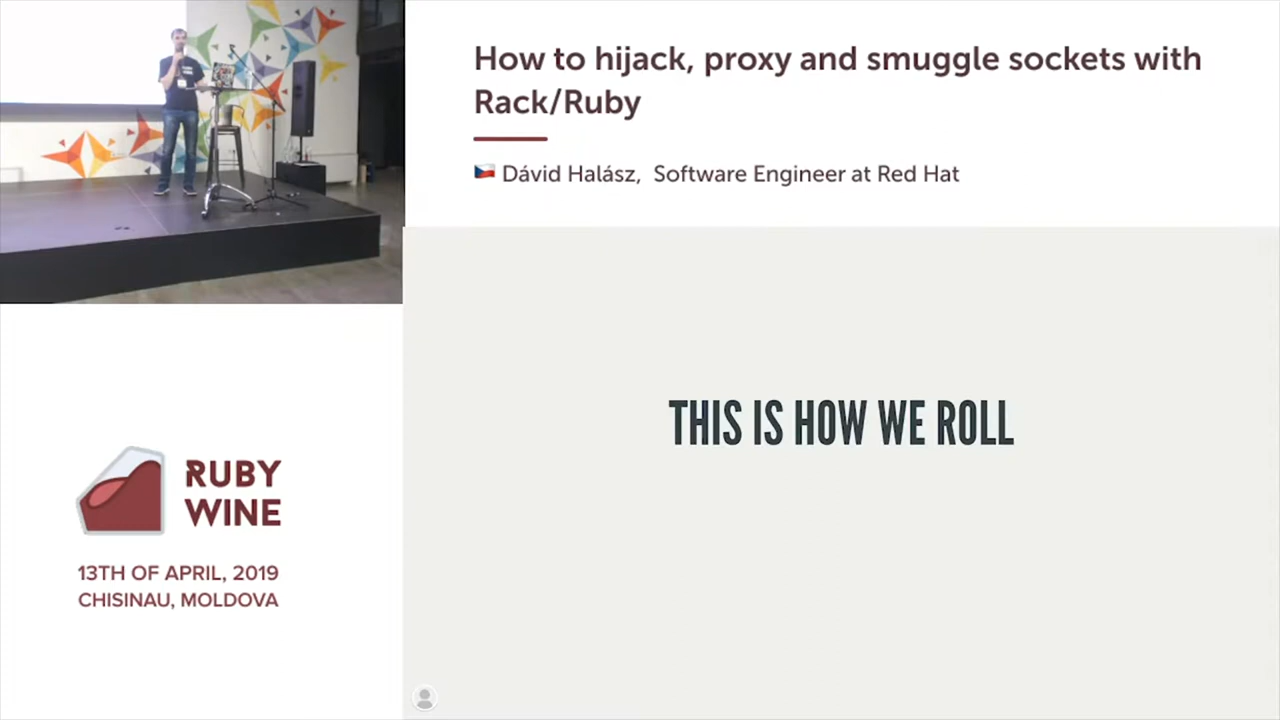 How to hijack, proxy and smuggle sockets with
Rack/Ruby
Dávid Halász, Software Engineer at Red Hat
THIS IS HOW WE ROLL
RUBY
WINE
13TH OF APRIL, 2019
CHISINAU, MOLDOVA